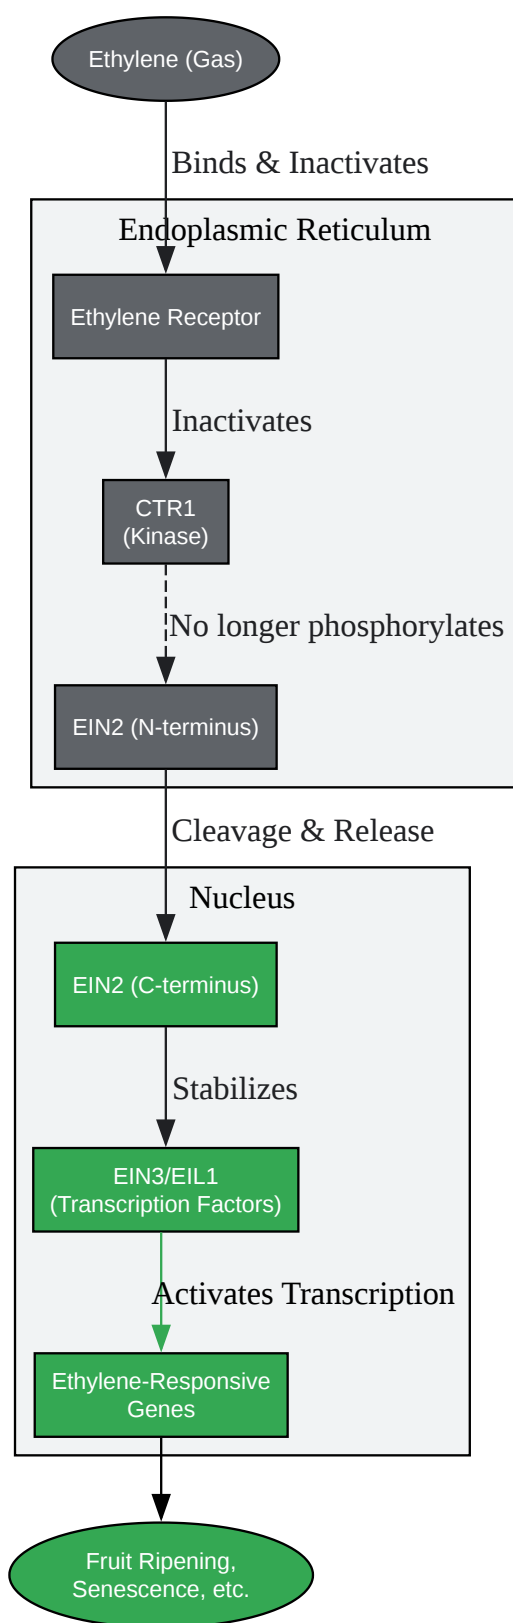 Ethylene (Gas)
Binds & Inactivates
Endoplasmic Reticulum
Ethylene Receptor
Inactivates
CTR1
(Kinase)
No longer phosphorylates
EIN2 (N-terminus)
Cleavage & Release
Nucleus
EIN2 (C-terminus)
Stabilizes
EIN3/EIL1
(Transcription Factors)
Activates Transcription
Ethylene-Responsive
Genes
Fruit Ripening,
Senescence, etc.